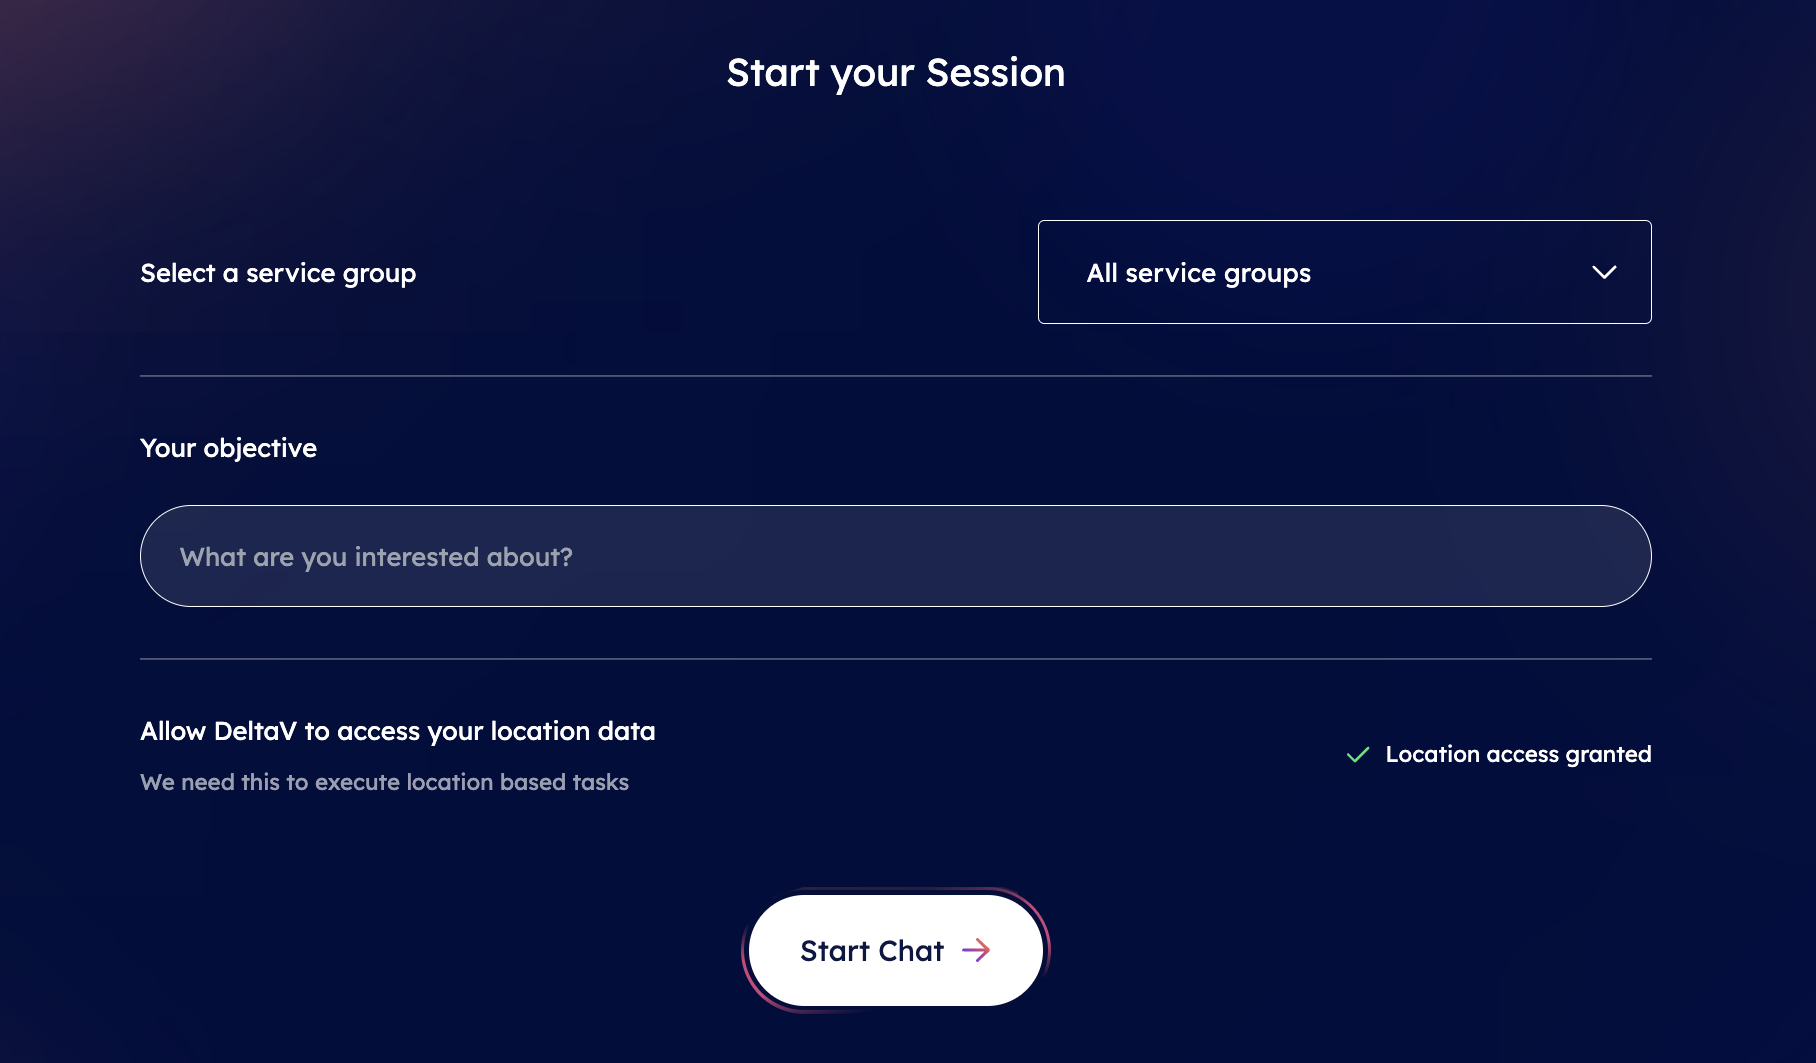 Start your Session
Select a service group
All service groups
Your objective
What are you interested about?
Allow DeltaV to access your location data
We need this to execute location based tasks
Location access granted
Start Chat